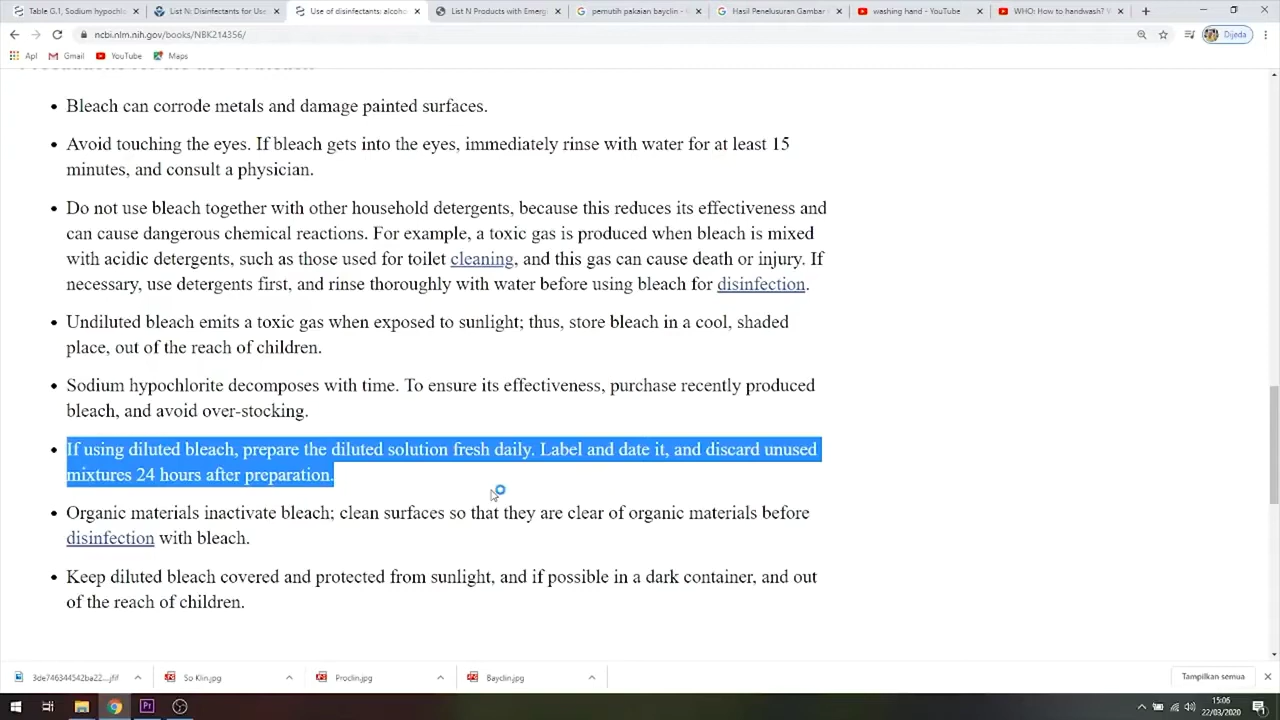 Table G.1, Sodium hypochl
List N: Disinfectants for Use
Use of disinfectants: alcoho
List N Products with Emerg
pemutih pakaian bayclin - G
Hasil Penelusuran Gambar
washing hand - YouTube
WHO: How to handwash? W
ncbi.nlm.nih.gov/books/NBK214356/
Dijeda
Apl
Gmail
YouTube
Maps
• Bleach can corrode metals and damage painted surfaces.
• Avoid touching the eyes. If bleach gets into the eyes, immediately rinse with water for at least 15
minutes, and consult a physician.
• Do not use bleach together with other household detergents, because this reduces its effectiveness and
can cause dangerous chemical reactions. For example, a toxic gas is produced when bleach is mixed
with acidic detergents, such as those used for toilet cleaning, and this gas can cause death or injury. If
necessary, use detergents first, and rinse thoroughly with water before using bleach for disinfection.
• Undiluted bleach emits a toxic gas when exposed to sunlight; thus, store bleach in a cool, shaded
place, out of the reach of children.
• Sodium hypochlorite decomposes with time. To ensure its effectiveness, purchase recently produced
bleach, and avoid over-stocking.
• If using diluted bleach, prepare the diluted solution fresh daily. Label and date it, and discard unused
mixtures 24 hours after preparation.
• Organic materials inactivate bleach; clean surfaces so that they are clear of organic materials before
disinfection with bleach.
• Keep diluted bleach covered and protected from sunlight, and if possible in a dark container, and out
of the reach of children.
3de746344542ba22....jfif
So Klin.jpg
Proclin.jpg
Bayclin.jpg
Tampilkan semua
Pr
15:06
22/03/2020